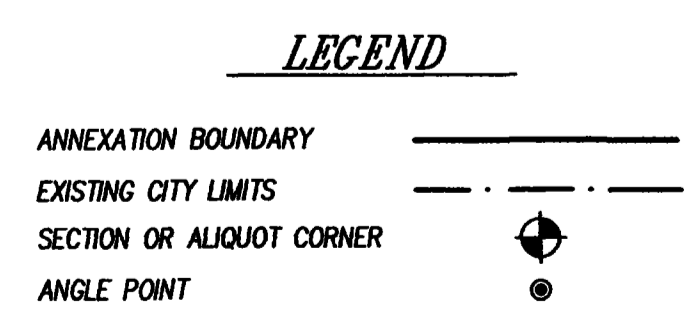 LEGEND
ANNEXATION BOUNDARY
EXISTING CITY LIMITS
SECTION OR ALIQUOT CORNER
ANGLE POINT